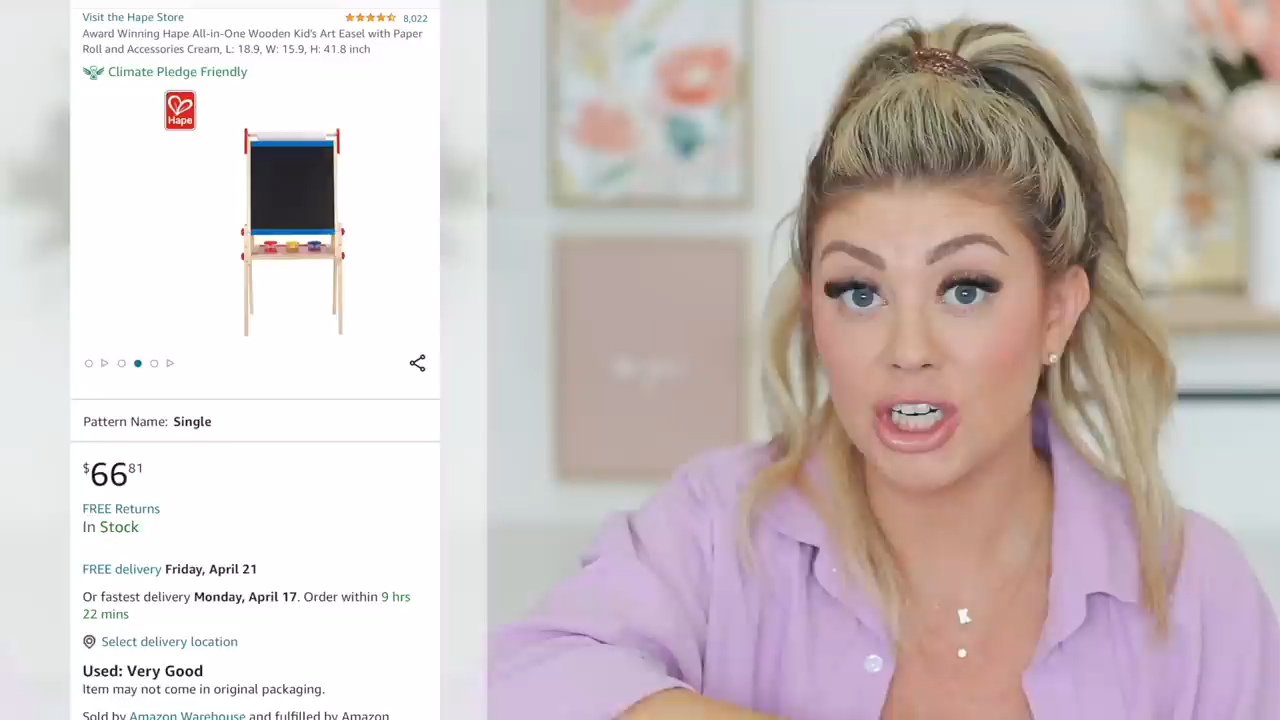 Visit the Hape Store
8,022
Award Winning Hape All-in-One Wooden Kid's Art Easel with Paper
Roll and Accessories Cream, L: 18.9, W: 15.9, H: 41.8 inch
Climate Pledge Friendly
Hape
Pattern Name: Single
$66.81
FREE Returns
In Stock
FREE delivery Friday, April 21
Or fastest delivery Monday, April 17. Order within 9 hrs
22 mins
Select delivery location
Used: Very Good
Item may not come in original packaging.
Sold by Amazon Warehouse and fulfilled by Amazon